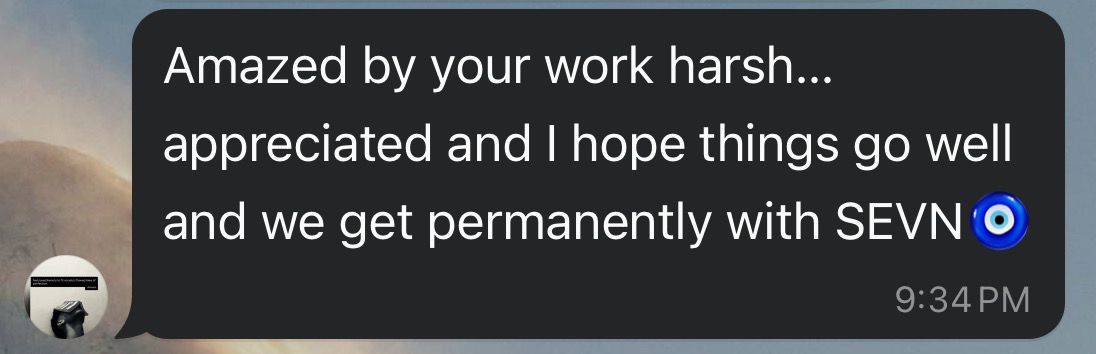 Amazed by your work harsh...
appreciated and I hope things go well
and we get permanently with SEVN🧿
9:34 PM